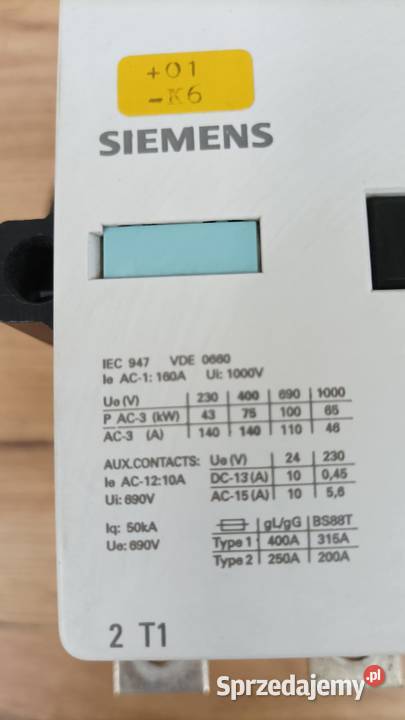 +01
-K6
SIEMENS
IEC 947 VDE 0660
Ie AC-1: 160A Ui: 1000V
Ue (V) 230 400 690 1000
P AC-3 (kW) 43 75 100 65
AC-3 (A) 140 140 110 46
AUX.CONTACTS: Ue (V) 24 230
Ie AC-12:10A DC-13 (A) 10 0,45
Ui: 690V AC-15 (A) 10 5,6
Iq: 50kA gL/gG BS88T
Ue: 690V Type 1 400A 315A
Type 2 250A 200A
2 T1
Sprzedajemy.pl